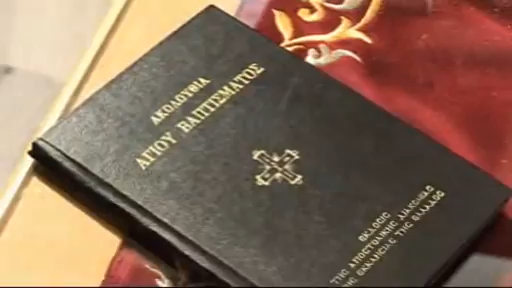 ΑΚΟΛΟΥΘΙΑ
ΑΓΙΟΥ ΒΑΠΤΙΣΜΑΤΟΣ
ΕΚΔΟΣΙΣ
ΤΗΣ ΑΠΟΣΤΟΛΙΚΗΣ ΔΙΑΚΟΝΙΑΣ
ΤΗΣ ΕΚΚΛΗΣΙΑΣ ΤΗΣ ΕΛΛΑΔΟΣ